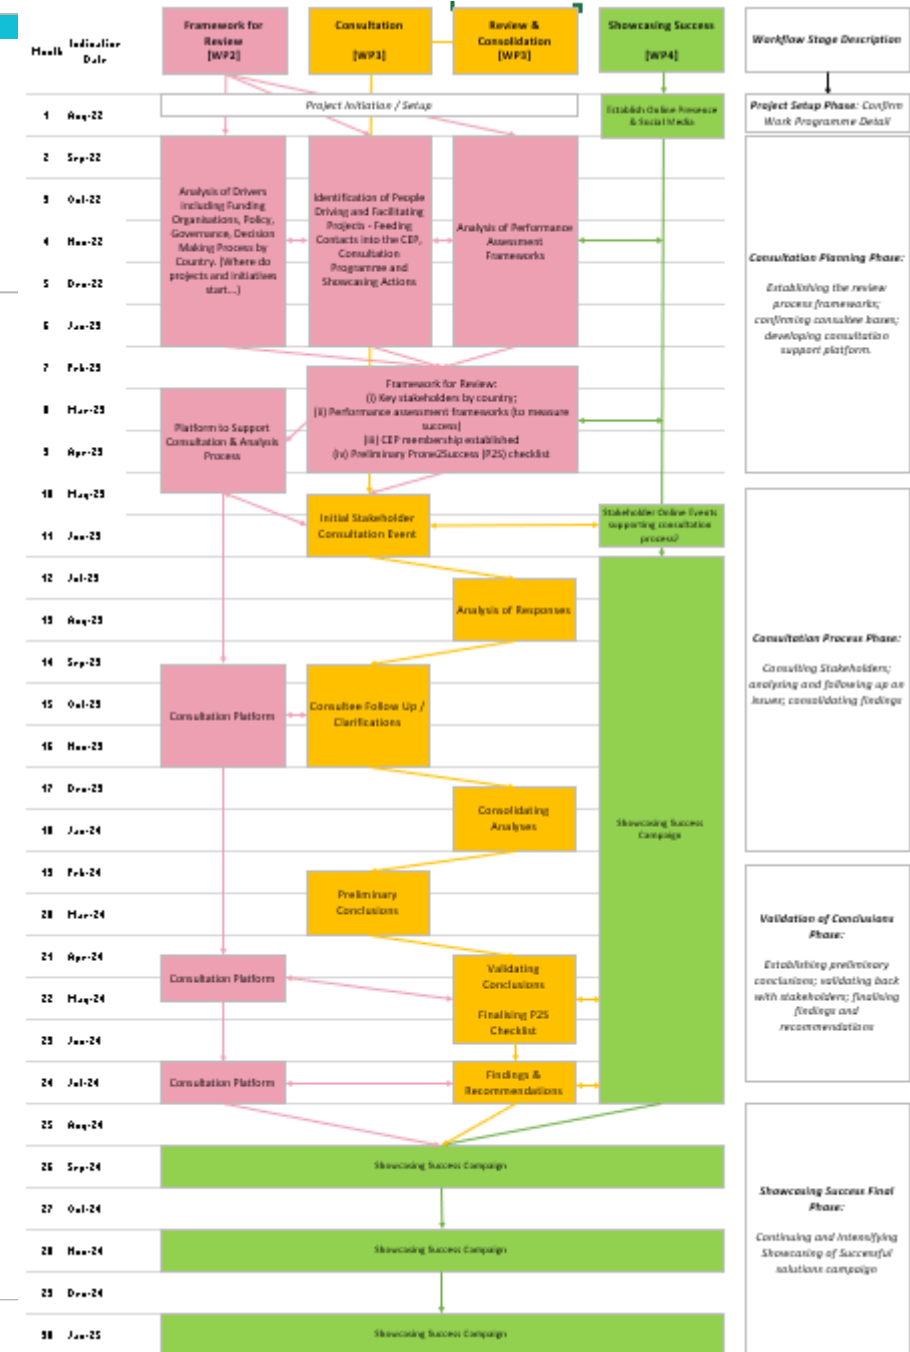 Framework for
Review
[WP2]
Consultation
[WP3]
Review &
Consolidation
[WP3]
Showcasing Success
[WP4]
Workflow Stage Description
Month
Indicative
Date
1 Aug-22
Project Initiation / Setup
Establish Online Presence
& Social Media
Project Setup Phase: Confirm
Work Programme Detail
2 Sep-22
3 Oct-22
4 Nov-22
5 Dec-22
6 Jan-23
Analysis of Drivers
including Funding
Organisations, Policy,
Governance, Decision
Making Process by
Country. (Where do
projects and initiatives
start...)
Identification of People
Driving and Facilitating
Projects - Feeding
Contacts into the CEP,
Consultation
Programme and
Showcasing Actions
Analysis of Performance
Assessment
Frameworks
Consultation Planning Phase:
Establishing the review
process frameworks;
confirming consultee bases;
developing consultation
support platform.
7 Feb-23
8 Mar-23
9 Apr-23
Platform to Support
Consultation & Analysis
Process
Framework for Review:
(i) Key stakeholders by country;
(ii) Performance assessment frameworks (to measure
success)
(iii) CEP membership established
(iv) Preliminary Prone2Success (P2S) checklist
10 May-23
11 Jun-23
Initial Stakeholder
Consultation Event
Stakeholder Online Events
supporting consultation
process?
12 Jul-23
13 Aug-23
Analysis of Responses
14 Sep-23
15 Oct-23
16 Nov-23
Consultation Platform
Consultee Follow Up /
Clarifications
Consultation Process Phase:
Consulting Stakeholders;
analysing and following up on
issues; consolidating findings
17 Dec-23
18 Jan-24
Consolidating
Analyses
Showcasing Success
Campaign
19 Feb-24
20 Mar-24
Preliminary
Conclusions
21 Apr-24
22 May-24
23 Jun-24
Consultation Platform
Validating
Conclusions
Finalising P2S
Checklist
Validation of Conclusions
Phase:
Establishing preliminary
conclusions; validating back
with stakeholders; finalising
findings and
recommendations
24 Jul-24
Consultation Platform
Findings &
Recommendations
25 Aug-24
26 Sep-24
Showcasing Success Campaign
27 Oct-24
28 Nov-24
Showcasing Success Campaign
29 Dec-24
30 Jan-25
Showcasing Success Campaign
Showcasing Success Final
Phase:
Continuing and Intensifying
Showcasing of Successful
solutions campaign